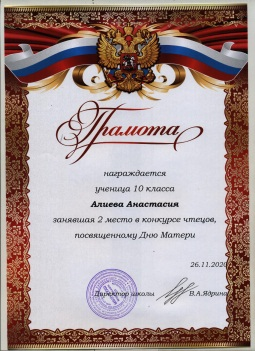 Грамота
награждается
ученица 10 класса
Алиева Анастасия
занявшая 2 место в конкурсе чтецов,
посвященному Дню Матери
26.11.2020
Директор школы В.А.Ядрина